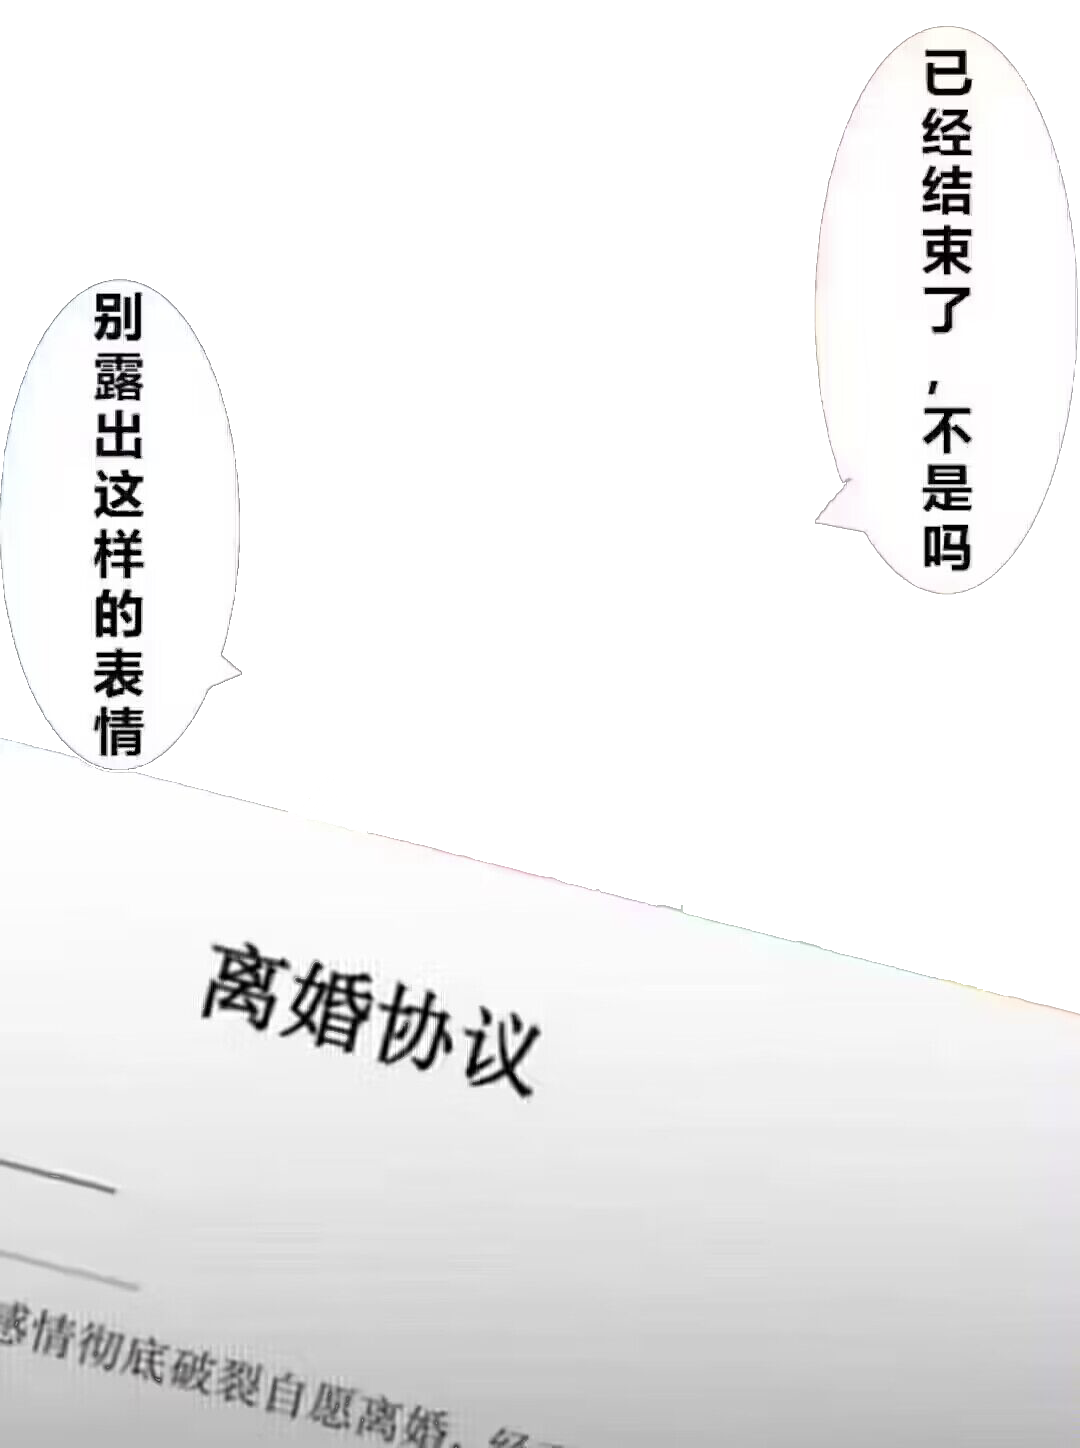 已经结束了,不是吗
别露出这样的表情
离婚协议
感情彻底破裂自愿离婚,经